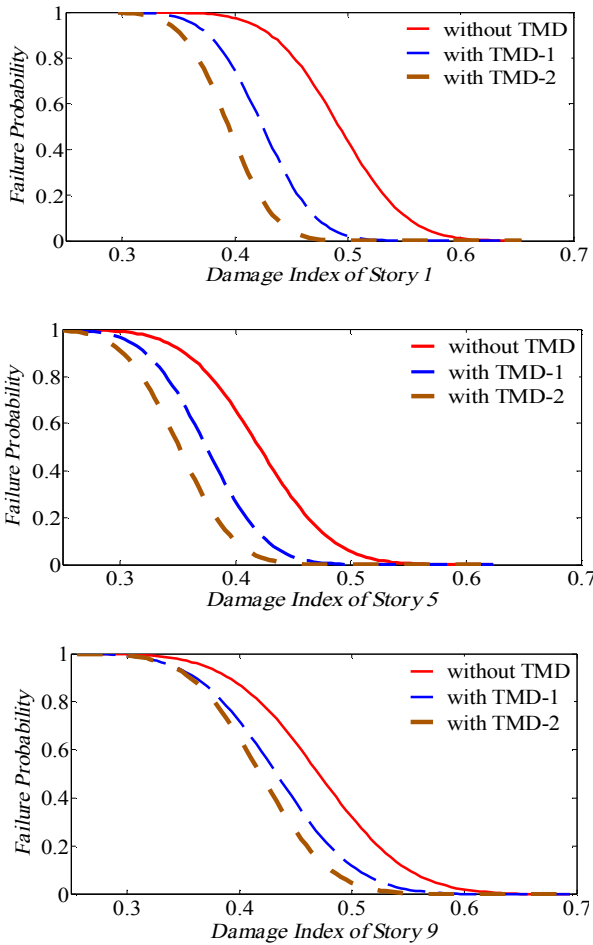 1
0.8
0.6
0.4
0.2
0
Failure Probability
without TMD
with TMD-1
with TMD-2
0.3 0.4 0.5 0.6 0.7
Damage Index of Story 1
1
0.8
0.6
0.4
0.2
0
Failure Probability
without TMD
with TMD-1
with TMD-2
0.3 0.4 0.5 0.6 0.7
Damage Index of Story 5
1
0.8
0.6
0.4
0.2
0
Failure Probability
without TMD
with TMD-1
with TMD-2
0.3 0.4 0.5 0.6 0.7
Damage Index of Story 9